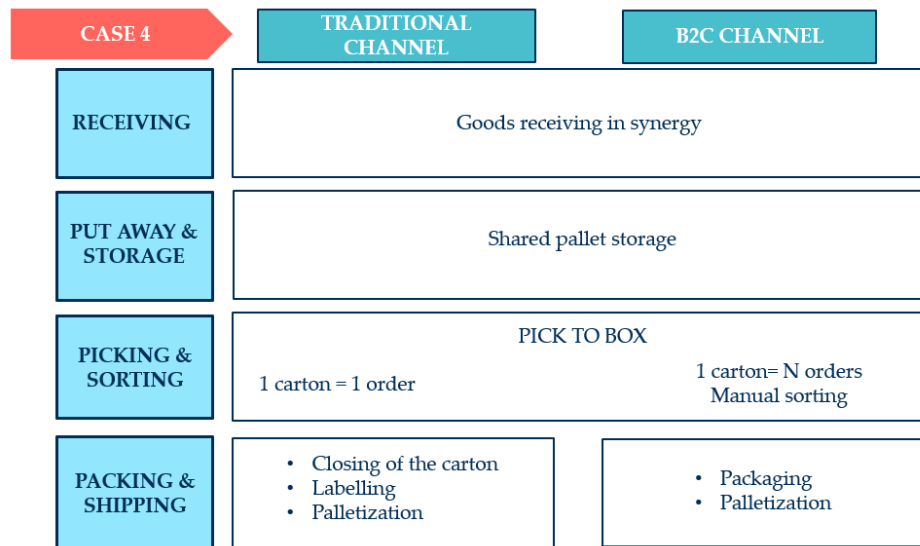 CASE 4
TRADITIONAL
CHANNEL
B2C CHANNEL
RECEIVING
Goods receiving in synergy
PUT AWAY &
STORAGE
Shared pallet storage
PICKING &
SORTING
PICK TO BOX
1 carton = 1 order
1 carton= N orders
Manual sorting
PACKING &
SHIPPING
• Closing of the carton
• Labelling
• Palletization
• Packaging
• Palletization